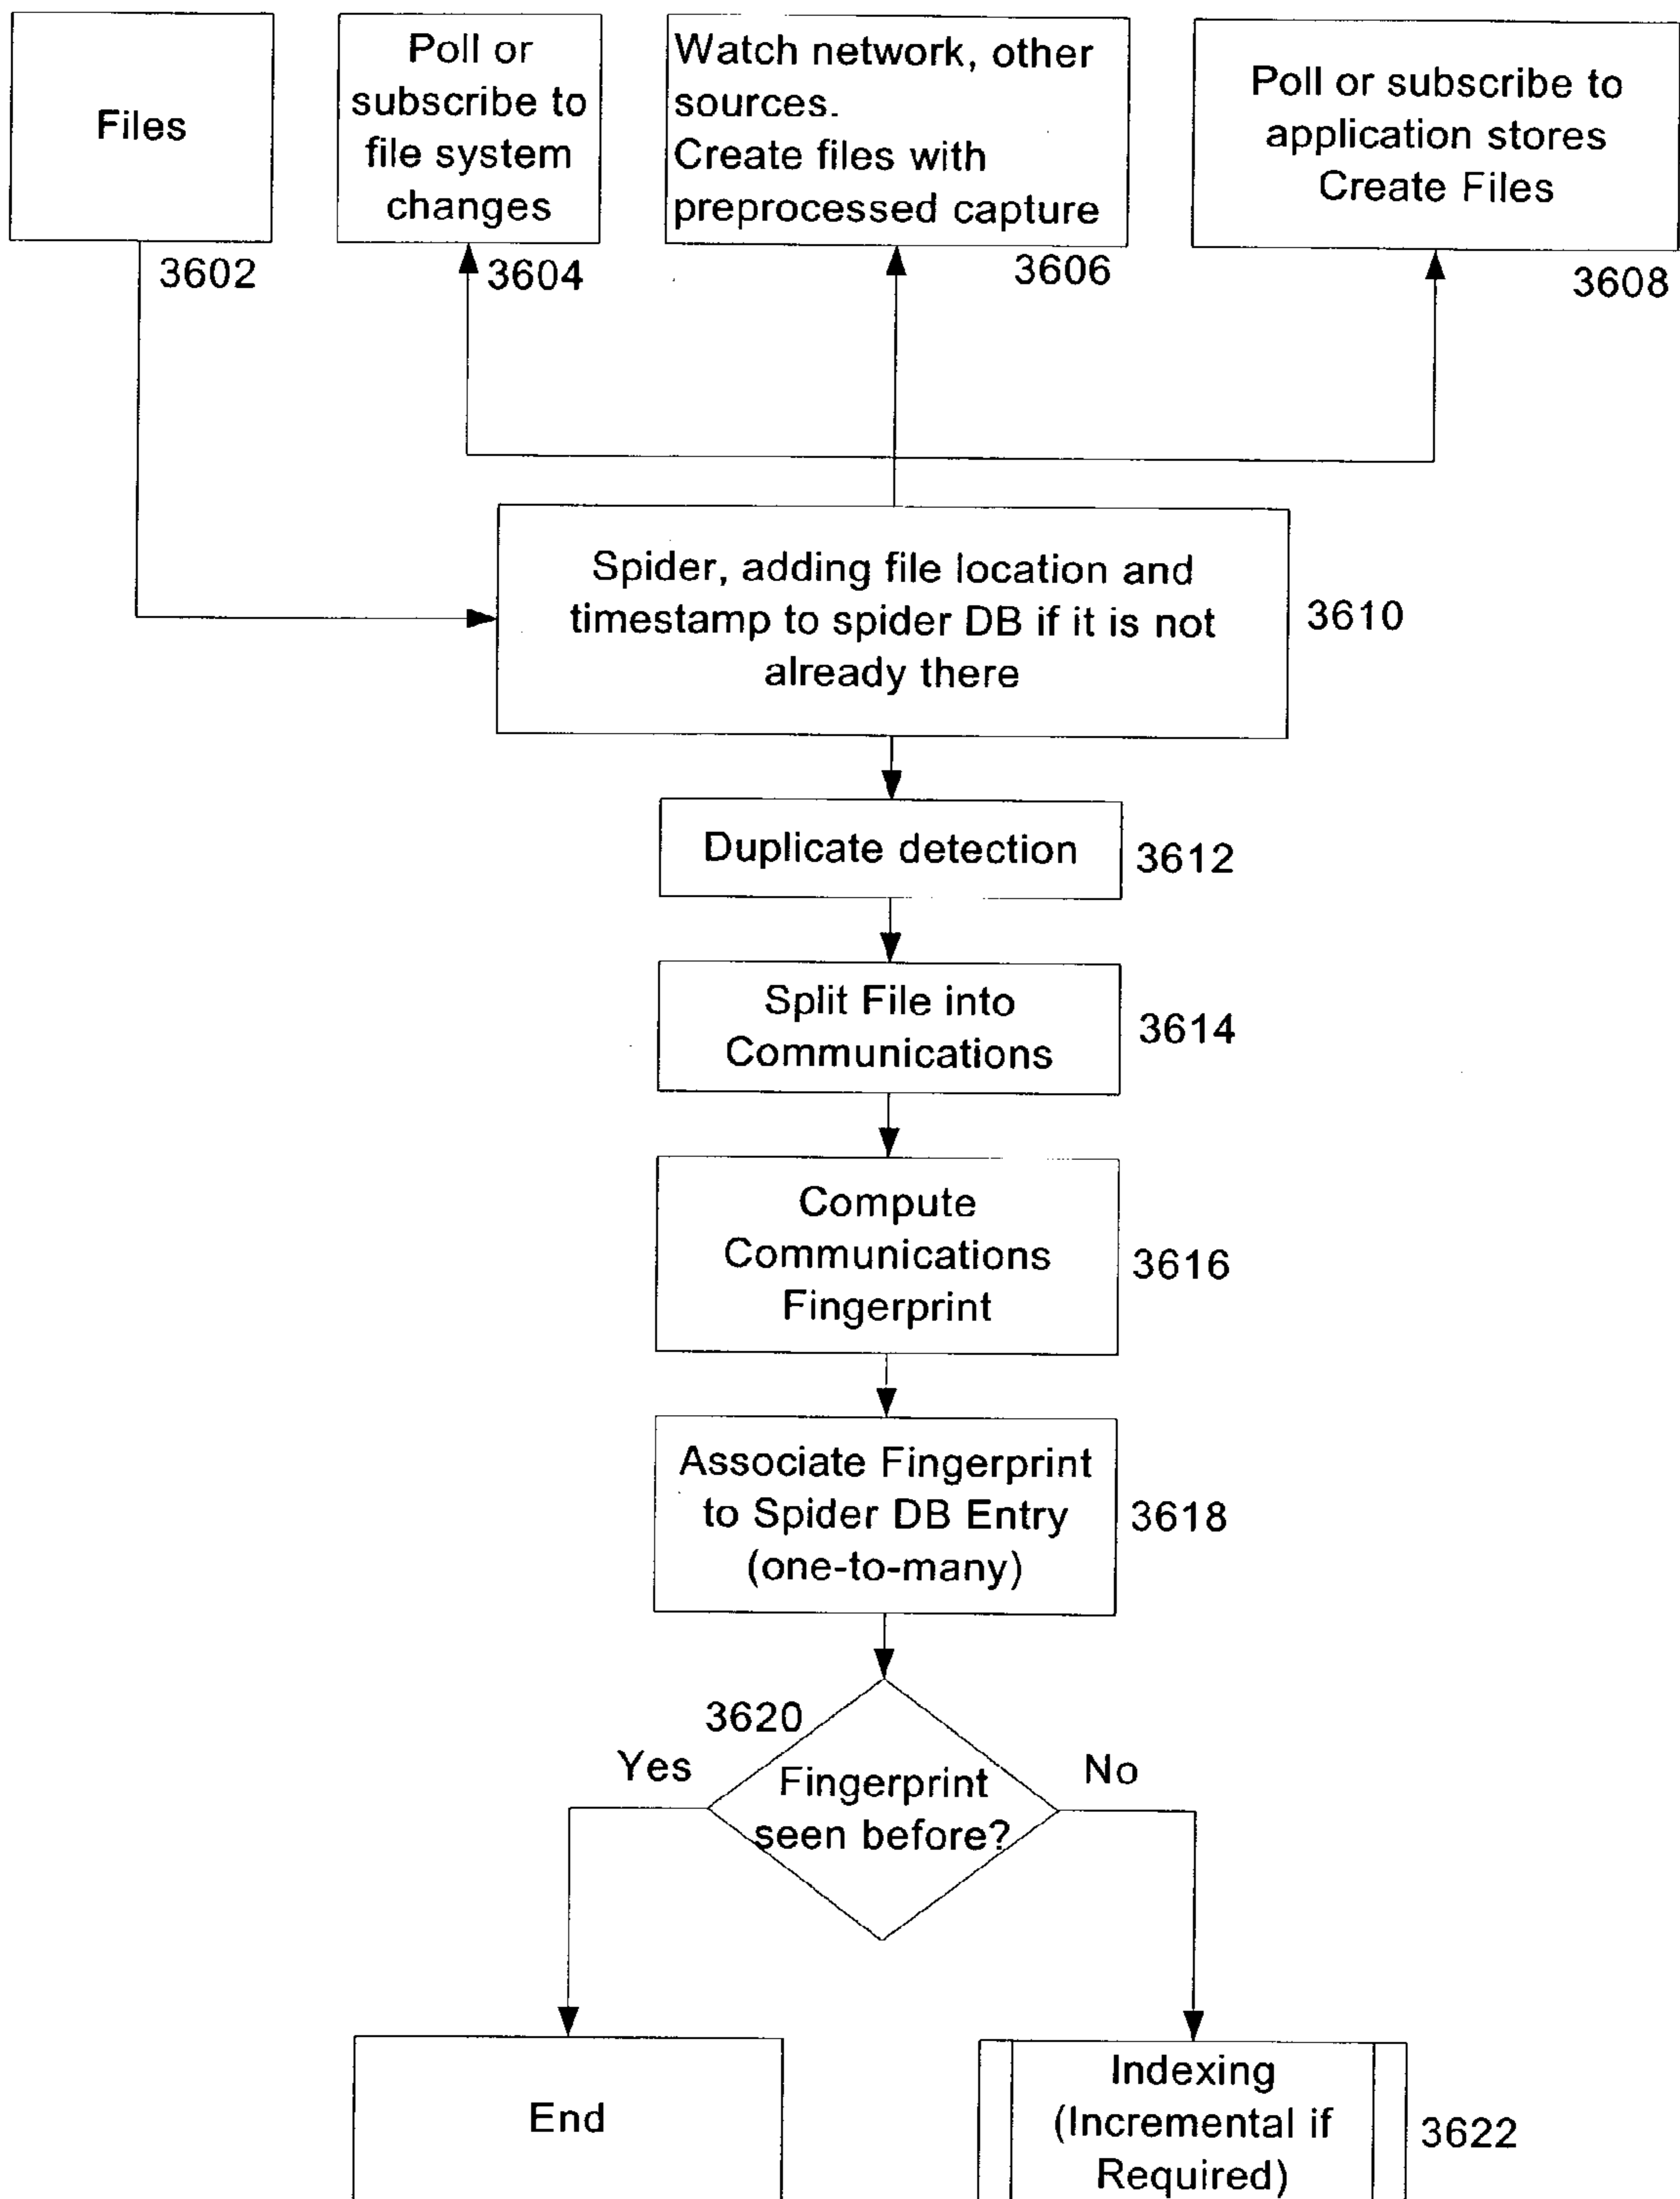 Files
3602
Poll or
subscribe to
file system
changes
3604
Watch network, other
sources.
Create files with
preprocessed capture
3606
Poll or subscribe to
application stores
Create Files
3608
Spider, adding file location and
timestamp to spider DB if it is not
already there
3610
Duplicate detection
3612
Split File into
Communications
3614
Compute
Communications
Fingerprint
3616
Associate Fingerprint
to Spider DB Entry
(one-to-many)
3618
3620
Yes
Fingerprint
seen before?
No
End
Indexing
(Incremental if
Required)
3622